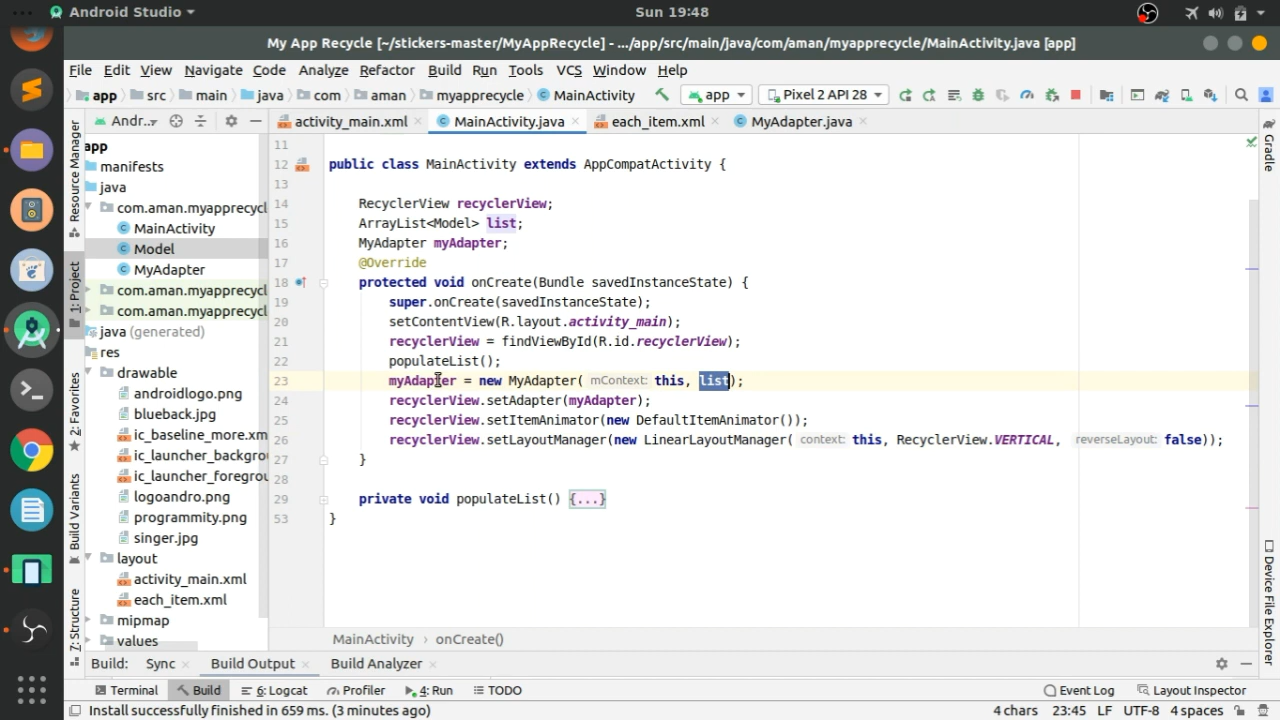 Android Studio
Sun 19:48
My App Recycle [~/stickers-master/MyAppRecycle] - .../app/src/main/java/com/aman/myapprecycle/MainActivity.java [app]
File Edit View Navigate Code Analyze Refactor Build Run Tools VCS Window Help
app src main java com aman myapprecycle MainActivity app Pixel 2 API 28
Andr... activity_main.xml MainActivity.java each_item.xml MyAdapter.java
Resource Manager
1: Project
2: Favorites
Build Variants
7: Structure
app
manifests
java
com.aman.myapprecycl
MainActivity
Model
MyAdapter
com.aman.myapprecycl
com.aman.myapprecycl
java (generated)
res
drawable
androidlogo.png
blueback.jpg
ic_baseline_more.xm
ic_launcher_backgro
ic_launcher_foregrou
logoandro.png
programmity.png
singer.jpg
layout
activity_main.xml
each_item.xml
mipmap
values
11
12 public class MainActivity extends AppCompatActivity {
13
14 RecyclerView recyclerView;
15 ArrayList<Model> list;
16 MyAdapter myAdapter;
17 @Override
18 protected void onCreate(Bundle savedInstanceState) {
19 super.onCreate(savedInstanceState);
20 setContentView(R.layout.activity_main);
21 recyclerView = findViewById(R.id.recyclerView);
22 populateList();
23 myAdapter = new MyAdapter( mContext: this, list);
24 recyclerView.setAdapter(myAdapter);
25 recyclerView.setItemAnimator(new DefaultItemAnimator());
26 recyclerView.setLayoutManager(new LinearLayoutManager( context: this, RecyclerView.VERTICAL, reverseLayout: false));
27 }
28
29 private void populateList() {...}
53 }
Gradle
Device File Explorer
MainActivity › onCreate()
Build: Sync Build Output Build Analyzer
Terminal Build 6: Logcat Profiler 4: Run TODO Event Log Layout Inspector
Install successfully finished in 659 ms. (3 minutes ago) 4 chars 23:45 LF UTF-8 4 spaces